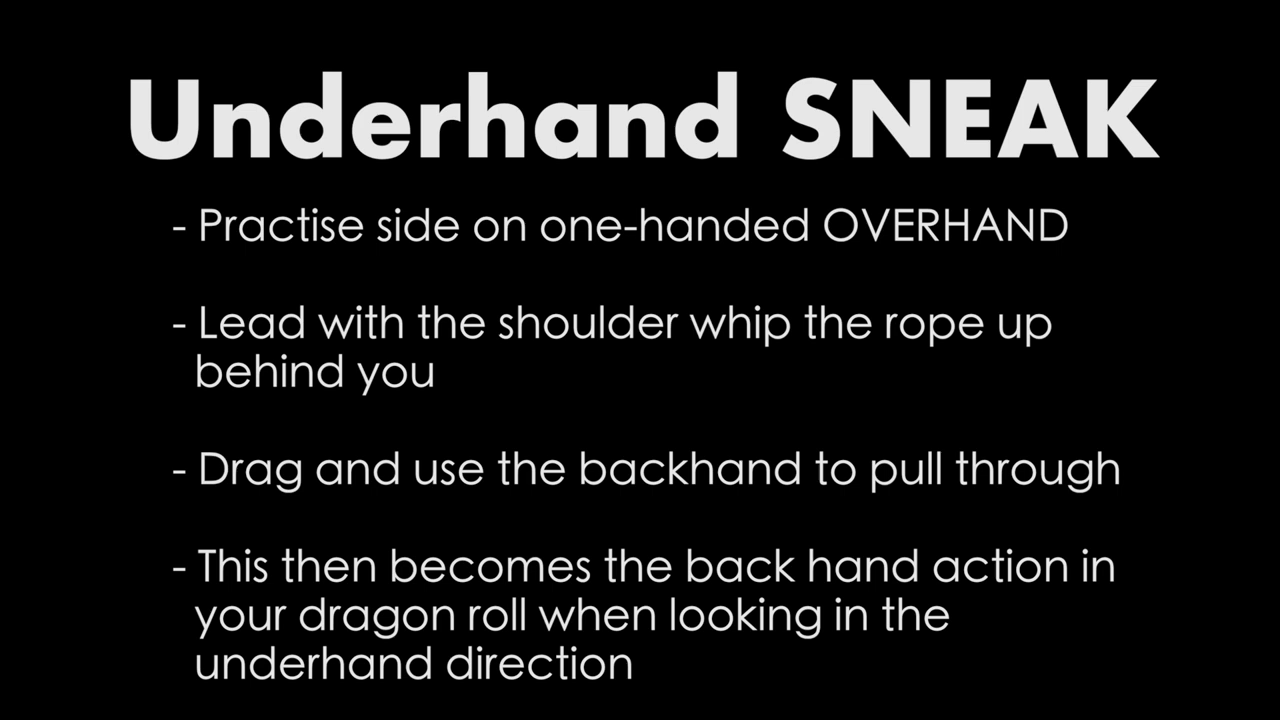 Underhand SNEAK
- Practise side on one-handed OVERHAND
- Lead with the shoulder whip the rope up
behind you
- Drag and use the backhand to pull through
- This then becomes the back hand action in
your dragon roll when looking in the
underhand direction